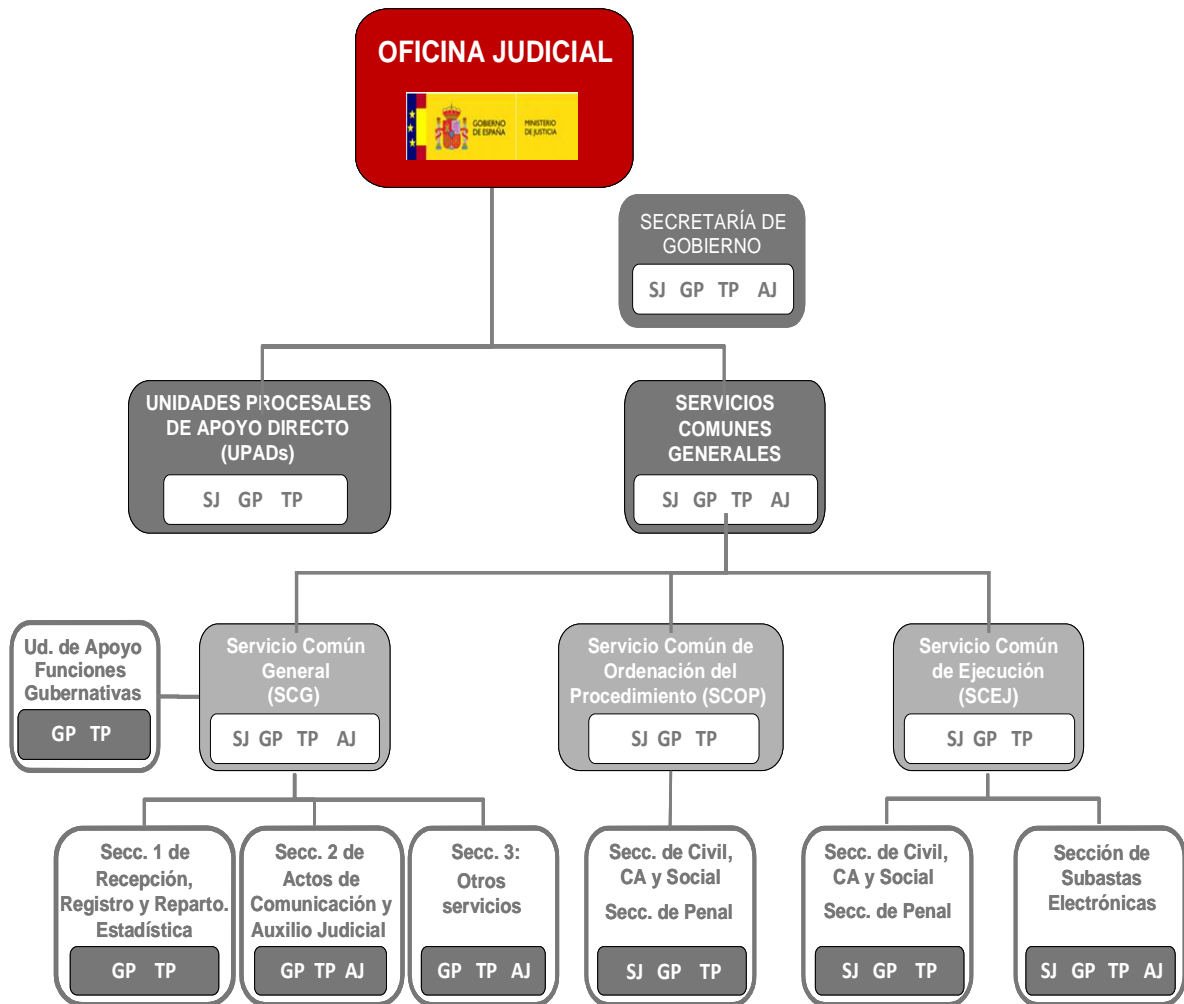 OFICINA JUDICIAL
GOBIERNO
DE ESPAÑA
MINISTERIO
DE JUSTICIA
SECRETARÍA DE
GOBIERNO
SJ GP TP AJ
UNIDADES PROCESALES
DE APOYO DIRECTO
(UPADs)
SJ GP TP
SERVICIOS
COMUNES
GENERALES
SJ GP TP AJ
Ud. de Apoyo
Funciones
Gubernativas
GP TP
Servicio Común
General
(SCG)
SJ GP TP AJ
Servicio Común de
Ordenación del
Procedimiento (SCOP)
SJ GP TP
Servicio Común
de Ejecución
(SCEJ)
SJ GP TP
Secc. 1 de
Recepción,
Registro y Reparto.
Estadística
GP TP
Secc. 2 de
Actos de
Comunicación y
Auxilio Judicial
GP TP AJ
Secc. 3:
Otros
servicios
GP TP AJ
Secc. de Civil,
CA y Social
Secc. de Penal
SJ GP TP
Secc. de Civil,
CA y Social
Secc. de Penal
SJ GP TP
Sección de
Subastas
Electrónicas
SJ GP TP AJ